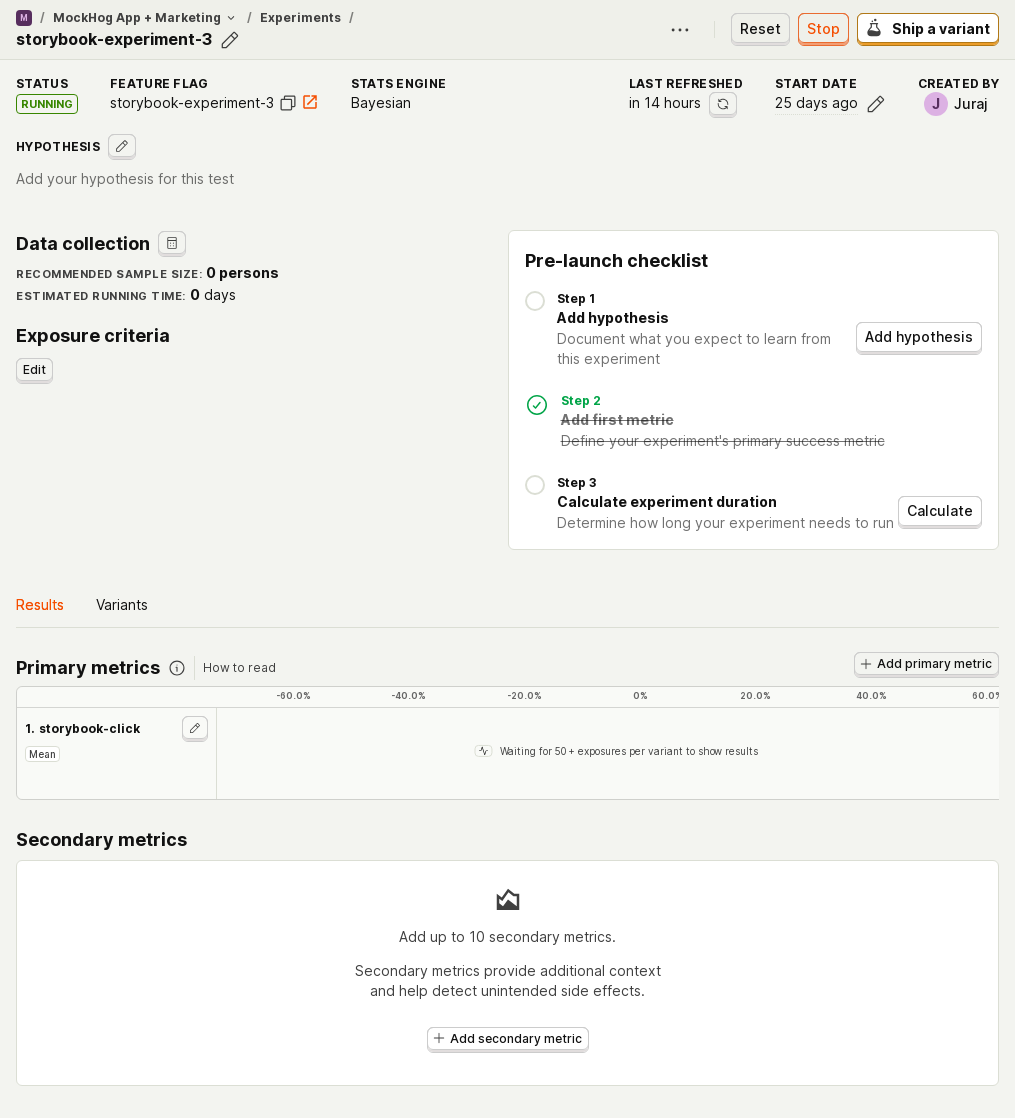 M / MockHog App + Marketing / Experiments /
storybook-experiment-3
Reset
Stop
Ship a variant
STATUS
RUNNING
FEATURE FLAG
storybook-experiment-3
STATS ENGINE
Bayesian
LAST REFRESHED
in 14 hours
START DATE
25 days ago
CREATED BY
J Juraj
HYPOTHESIS
Add your hypothesis for this test
Data collection
RECOMMENDED SAMPLE SIZE: 0 persons
ESTIMATED RUNNING TIME: 0 days
Exposure criteria
Edit
Pre-launch checklist
Step 1
Add hypothesis
Document what you expect to learn from
this experiment
Add hypothesis
Step 2
Add first metric
Define your experiment's primary success metric
Step 3
Calculate experiment duration
Determine how long your experiment needs to run
Calculate
Results
Variants
Primary metrics
How to read
Add primary metric
-60.0% -40.0% -20.0% 0% 20.0% 40.0% 60.0%
1. storybook-click
Mean
Waiting for 50+ exposures per variant to show results
Secondary metrics
Add up to 10 secondary metrics.
Secondary metrics provide additional context
and help detect unintended side effects.
Add secondary metric